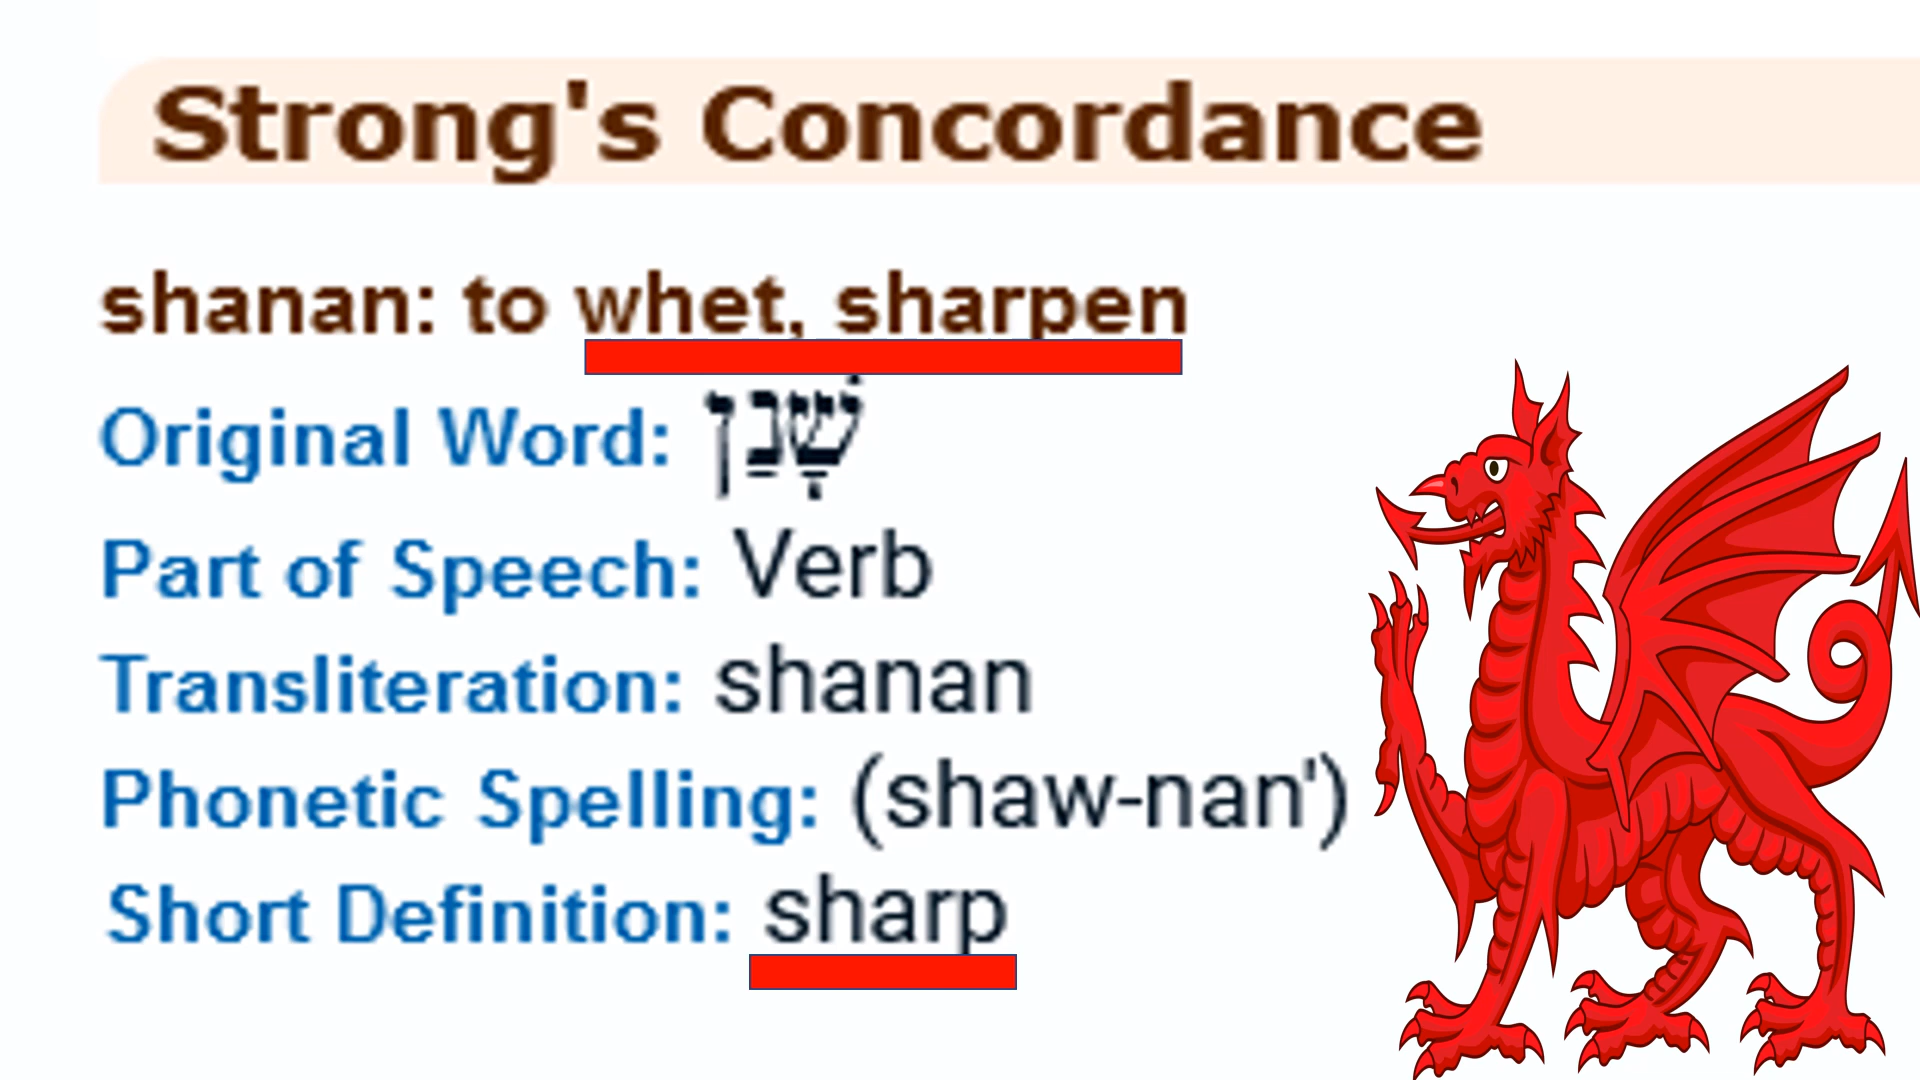 Strong's Concordance
shanan: to whet, sharpen
Original Word: שָׁנַן
Part of Speech: Verb
Transliteration: shanan
Phonetic Spelling: (shaw-nan')
Short Definition: sharp